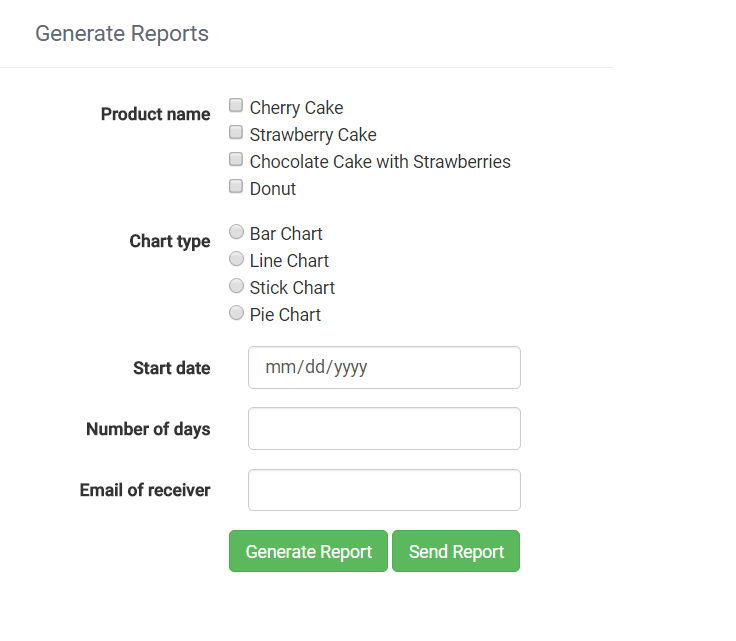 Generate Reports
Product name
Cherry Cake
Strawberry Cake
Chocolate Cake with Strawberries
Donut
Chart type
Bar Chart
Line Chart
Stick Chart
Pie Chart
Start date
mm/dd/yyyy
Number of days
Email of receiver
Generate Report
Send Report